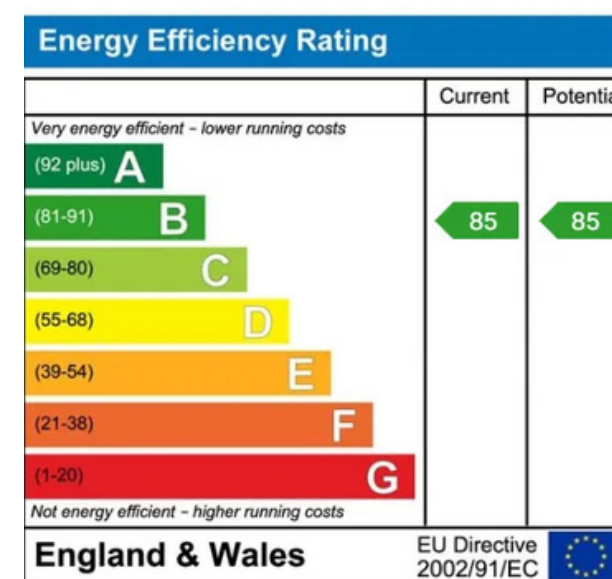 Energy Efficiency Rating
Current Potentia
Very energy efficient – lower running costs
(92 plus) A
(81-91) B 85 85
(69-80) C
(55-68) D
(39-54) E
(21-38) F
(1-20) G
Not energy efficient – higher running costs
England & Wales
EU Directive
2002/91/EC